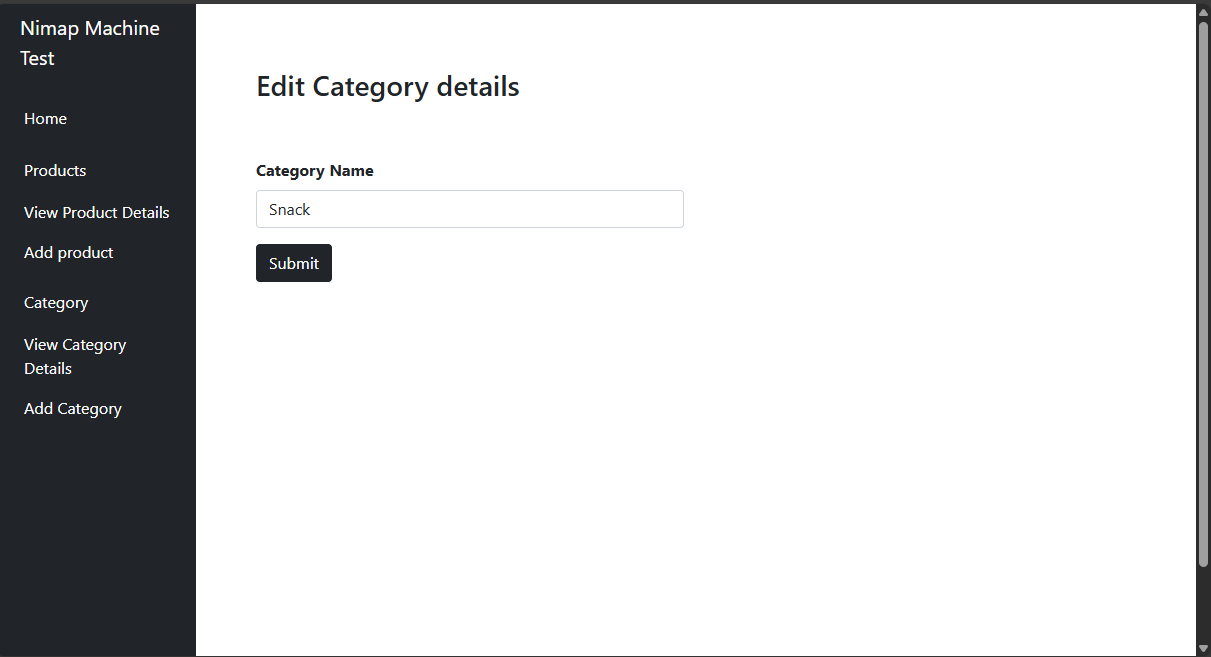 Nimap Machine
Test
Home
Products
View Product Details
Add product
Category
View Category
Details
Add Category
Edit Category details
Category Name
Snack
Submit